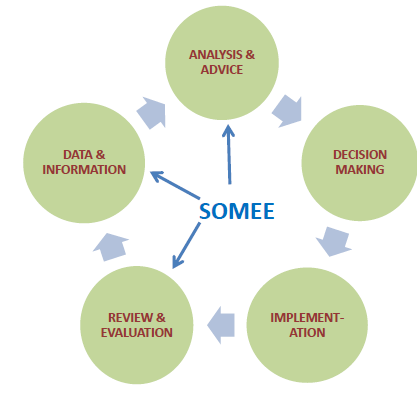 ANALYSIS &
ADVICE
DECISION
MAKING
IMPLEMENT-
ATION
REVIEW &
EVALUATION
DATA &
INFORMATION
SOMEE